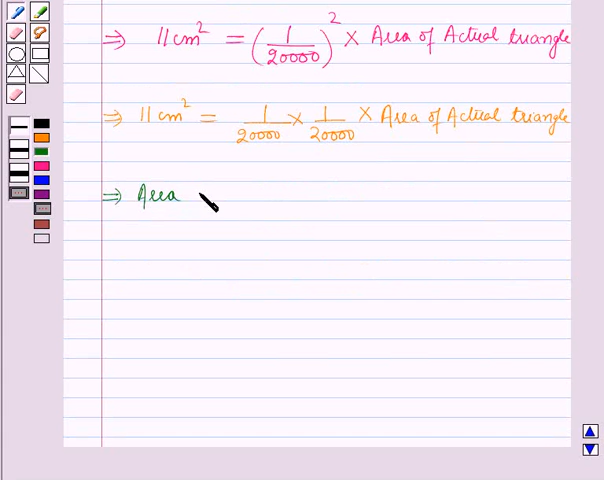 ⇒ 11 cm² = (1/20000)² × Area of Actual triangle
⇒ 11 cm² = 1/20000 × 1/20000 × Area of Actual triangle
⇒ Area